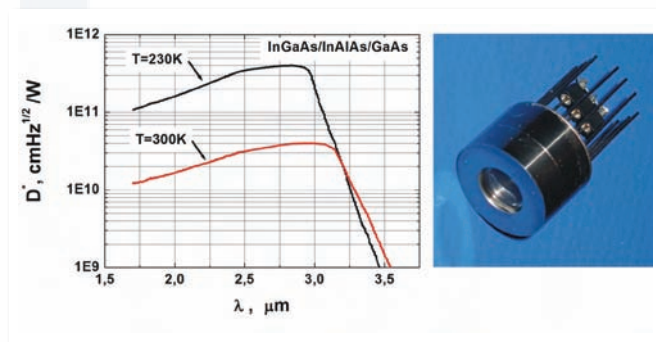 1E12
InGaAs/InAlAs/GaAs
T=230K
1E11
T=300K
1E10
1E9
1,5 2,0 2,5 3,0 3,5
D*, cmHz1/2 /W
λ , μm